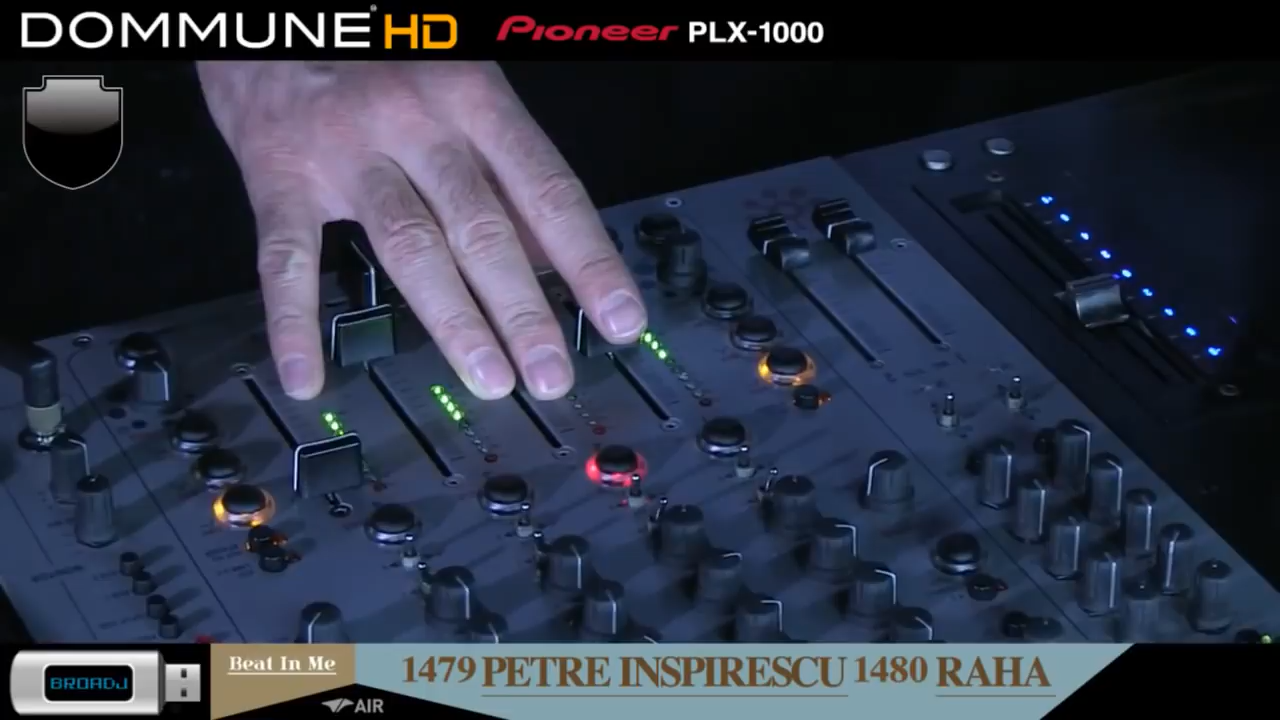 DOMMUNE® HD Pioneer PLX-1000
BROADJ
Beat In Me
1479 PETRE INSPIRESCU 1480 RAHA
AIR